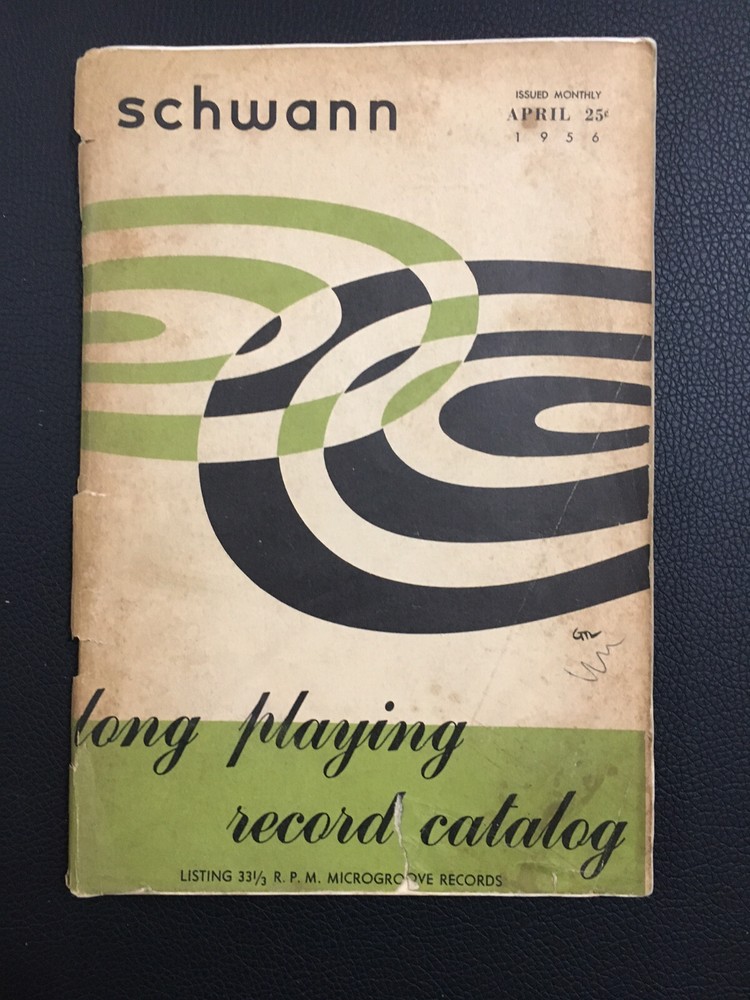 schwann
ISSUED MONTHLY
APRIL 25¢
1956
long playing
record catalog
LISTING 33⅓ R. P. M. MICROGROOVE RECORDS